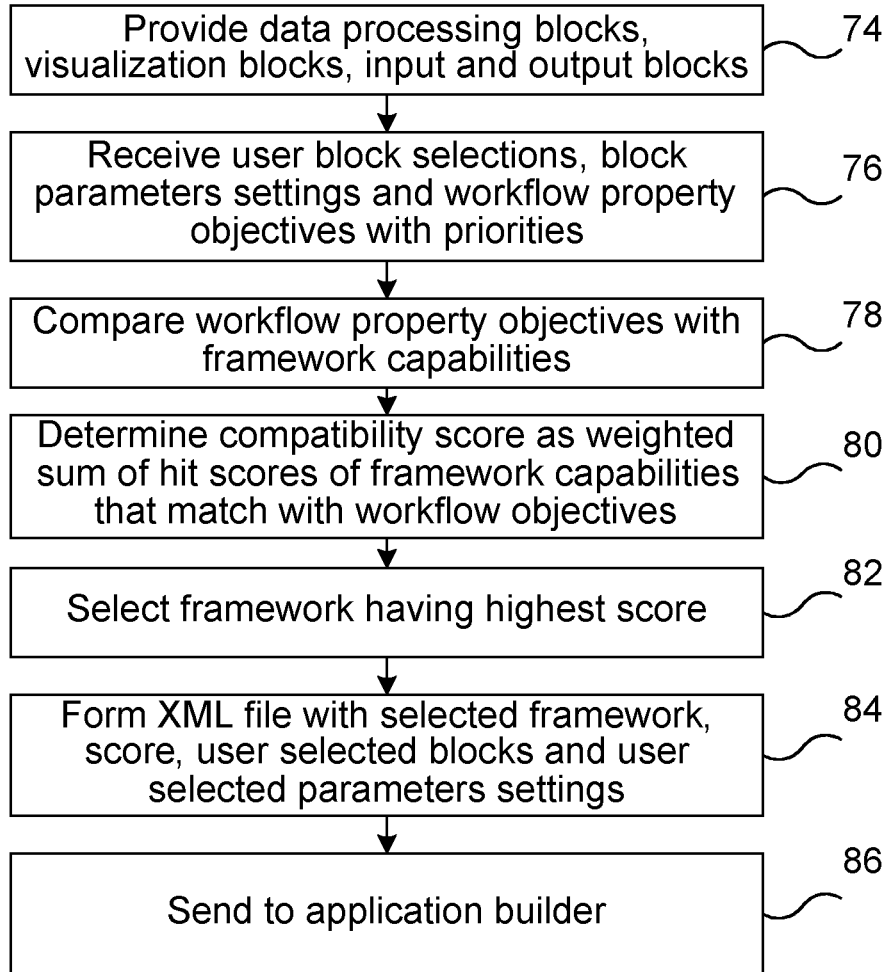 Provide data processing blocks,
visualization blocks, input and output blocks
74
Receive user block selections, block
parameters settings and workflow property
objectives with priorities
76
Compare workflow property objectives with
framework capabilities
78
Determine compatibility score as weighted
sum of hit scores of framework capabilities
that match with workflow objectives
80
Select framework having highest score
82
Form XML file with selected framework,
score, user selected blocks and user
selected parameters settings
84
Send to application builder
86